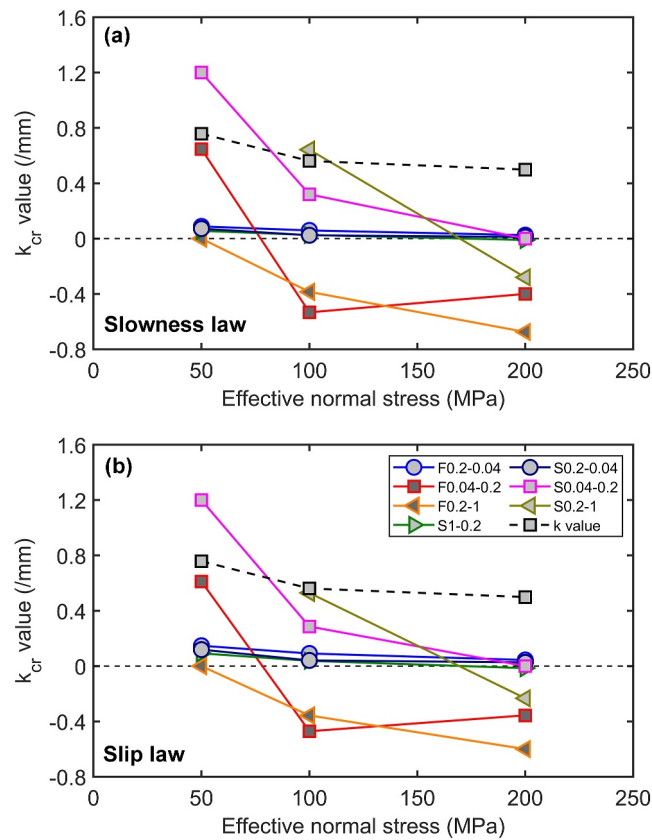 (a)
1.6
1.2
0.8
0.4
0
-0.4
-0.8
k_cr value (/mm)
Slowness law
0 50 100 150 200 250
Effective normal stress (MPa)
(b)
1.6
1.2
0.8
0.4
0
-0.4
-0.8
k_cr value (/mm)
F0.2-0.04 S0.2-0.04
F0.04-0.2 S0.04-0.2
F0.2-1 S0.2-1
S1-0.2 k value
Slip law
0 50 100 150 200 250
Effective normal stress (MPa)